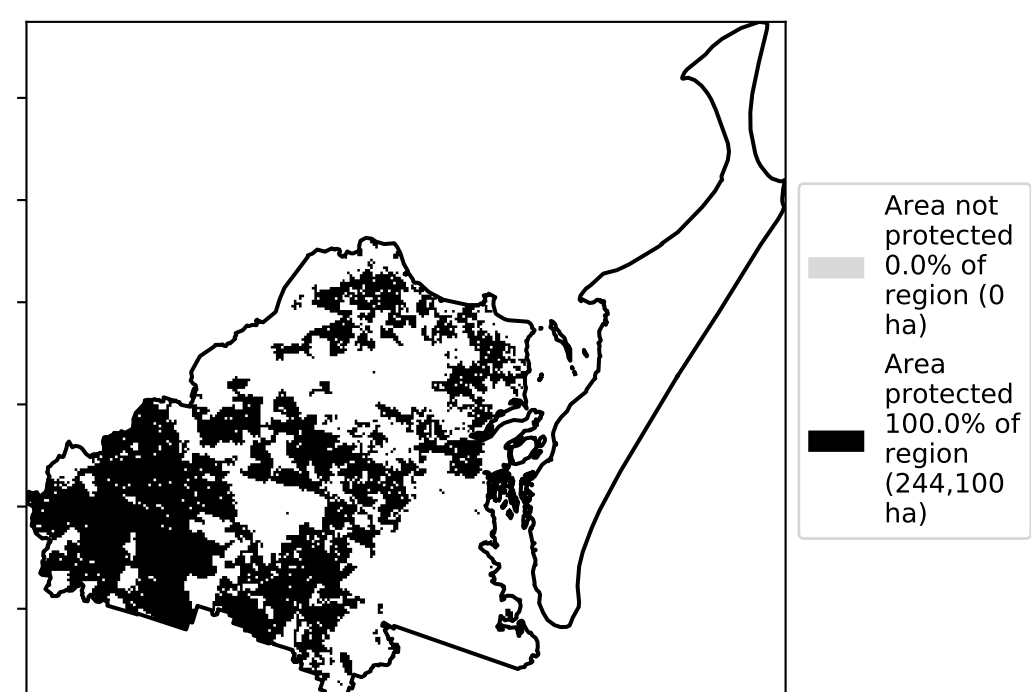 Area not
protected
0.0% of
region (0
ha)
Area
protected
100.0% of
region
(244,100
ha)